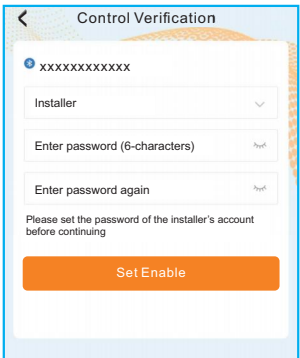 Control Verification
xxxxxxxxxxxx
Installer
Enter password (6-characters)
Enter password again
Please set the password of the installer's account
before continuing
Set Enable